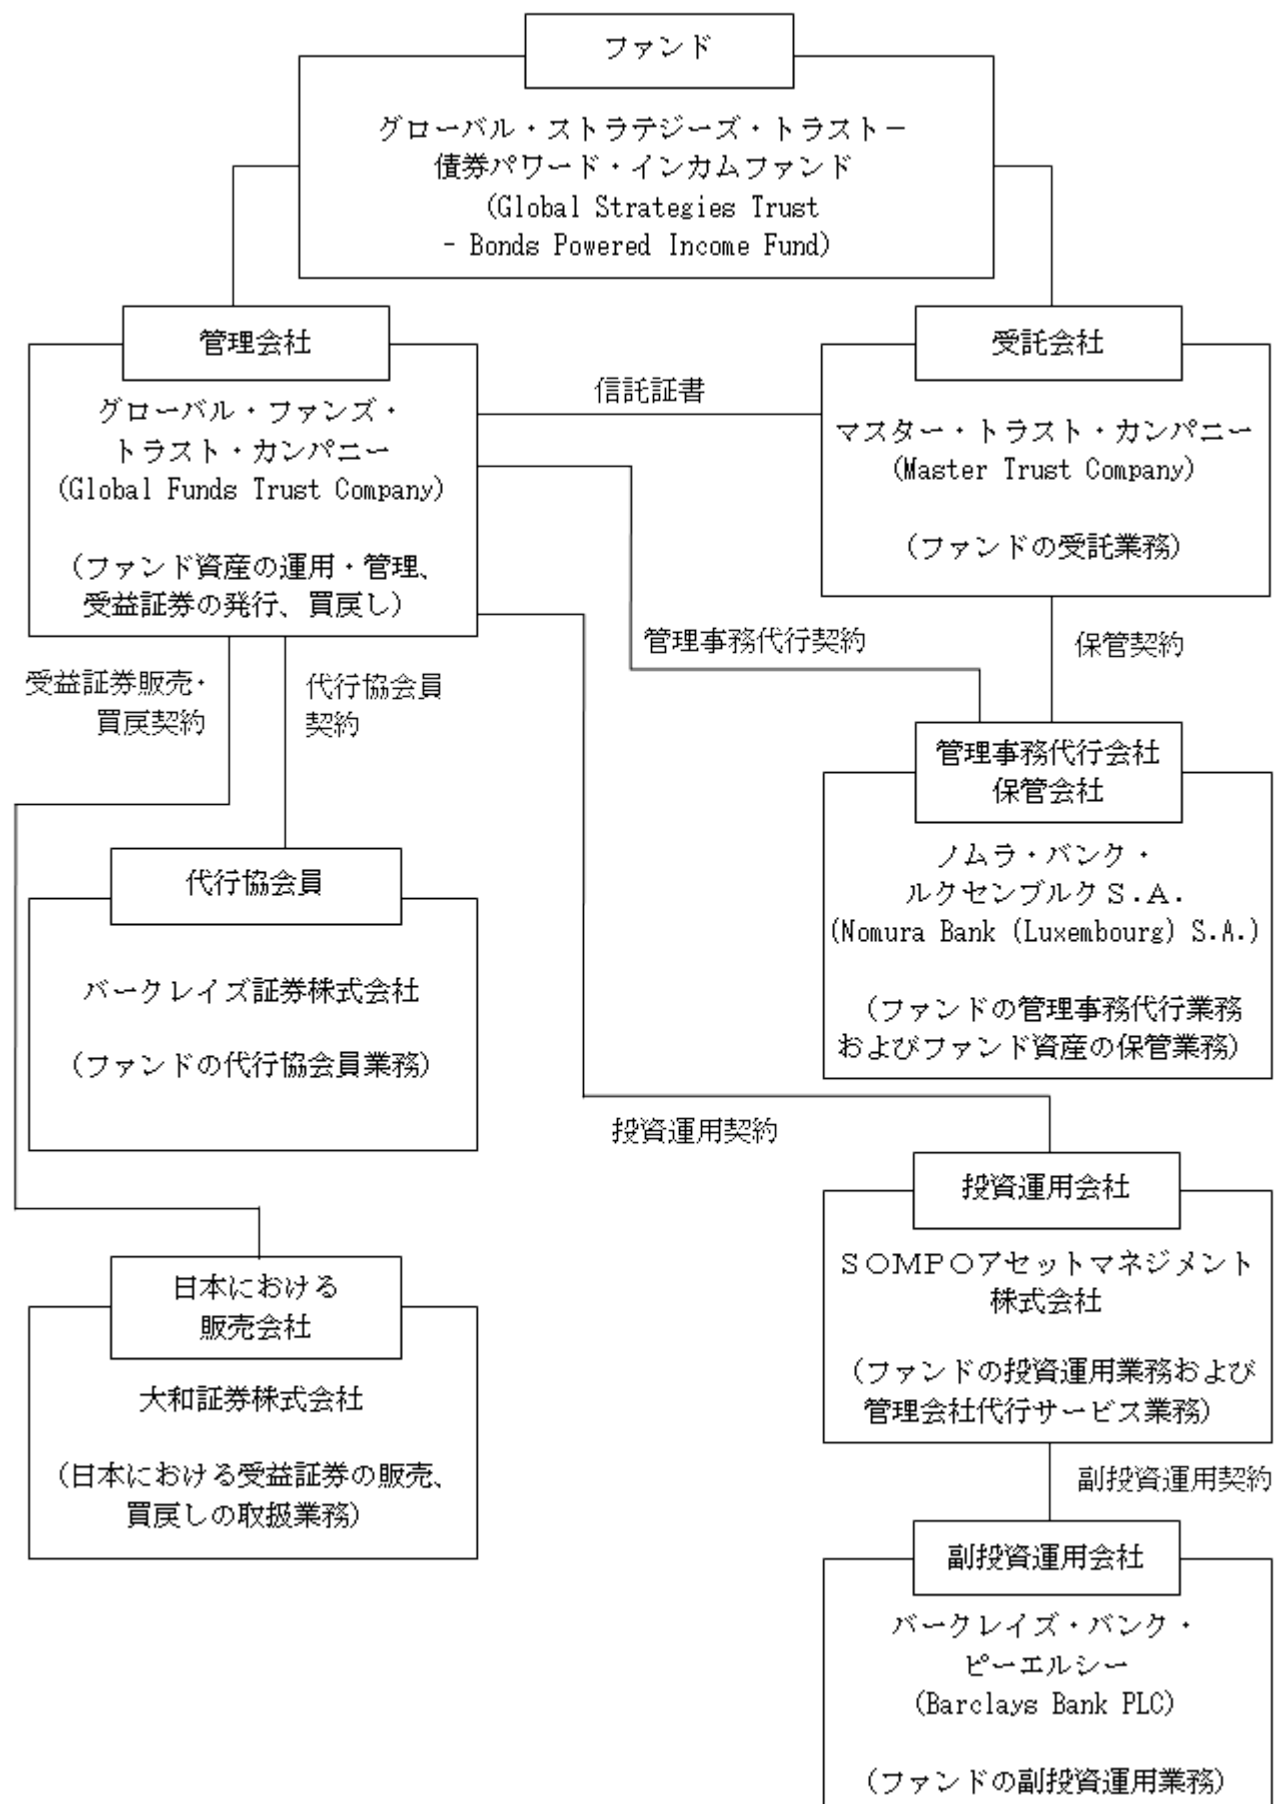 ファンド
グローバル・ストラテジーズ・トラスト－
債券パワード・インカムファンド
(Global Strategies Trust
- Bonds Powered Income Fund)
管理会社
グローバル・ファンズ・
トラスト・カンパニー
(Global Funds Trust Company)
(ファンド資産の運用・管理、
受益証券の発行、買戻し)
信託証書
受託会社
マスター・トラスト・カンパニー
(Master Trust Company)
(ファンドの受託業務)
受益証券販売・
買戻契約
代行協会員
契約
管理事務代行契約
保管契約
管理事務代行会社
保管会社
ノムラ・バンク・
ルクセンブルクＳ.Ａ.
(Nomura Bank (Luxembourg) S.A.)
(ファンドの管理事務代行業務
およびファンド資産の保管業務)
代行協会員
バークレイズ証券株式会社
(ファンドの代行協会員業務)
投資運用契約
投資運用会社
ＳＯＭＰＯアセットマネジメント
株式会社
(ファンドの投資運用業務および
管理会社代行サービス業務)
日本における
販売会社
大和証券株式会社
(日本における受益証券の販売、
買戻しの取扱業務)
副投資運用契約
副投資運用会社
バークレイズ・バンク・
ピーエルシー
(Barclays Bank PLC)
(ファンドの副投資運用業務)